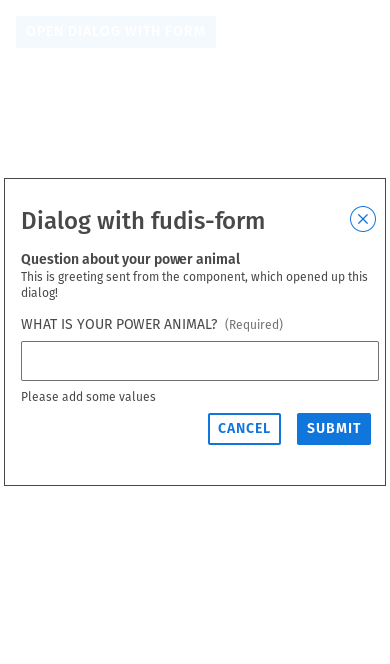 OPEN DIALOG WITH FORM
Dialog with fudis-form
Question about your power animal
This is greeting sent from the component, which opened up this
dialog!
WHAT IS YOUR POWER ANIMAL? (Required)
Please add some values
CANCEL SUBMIT